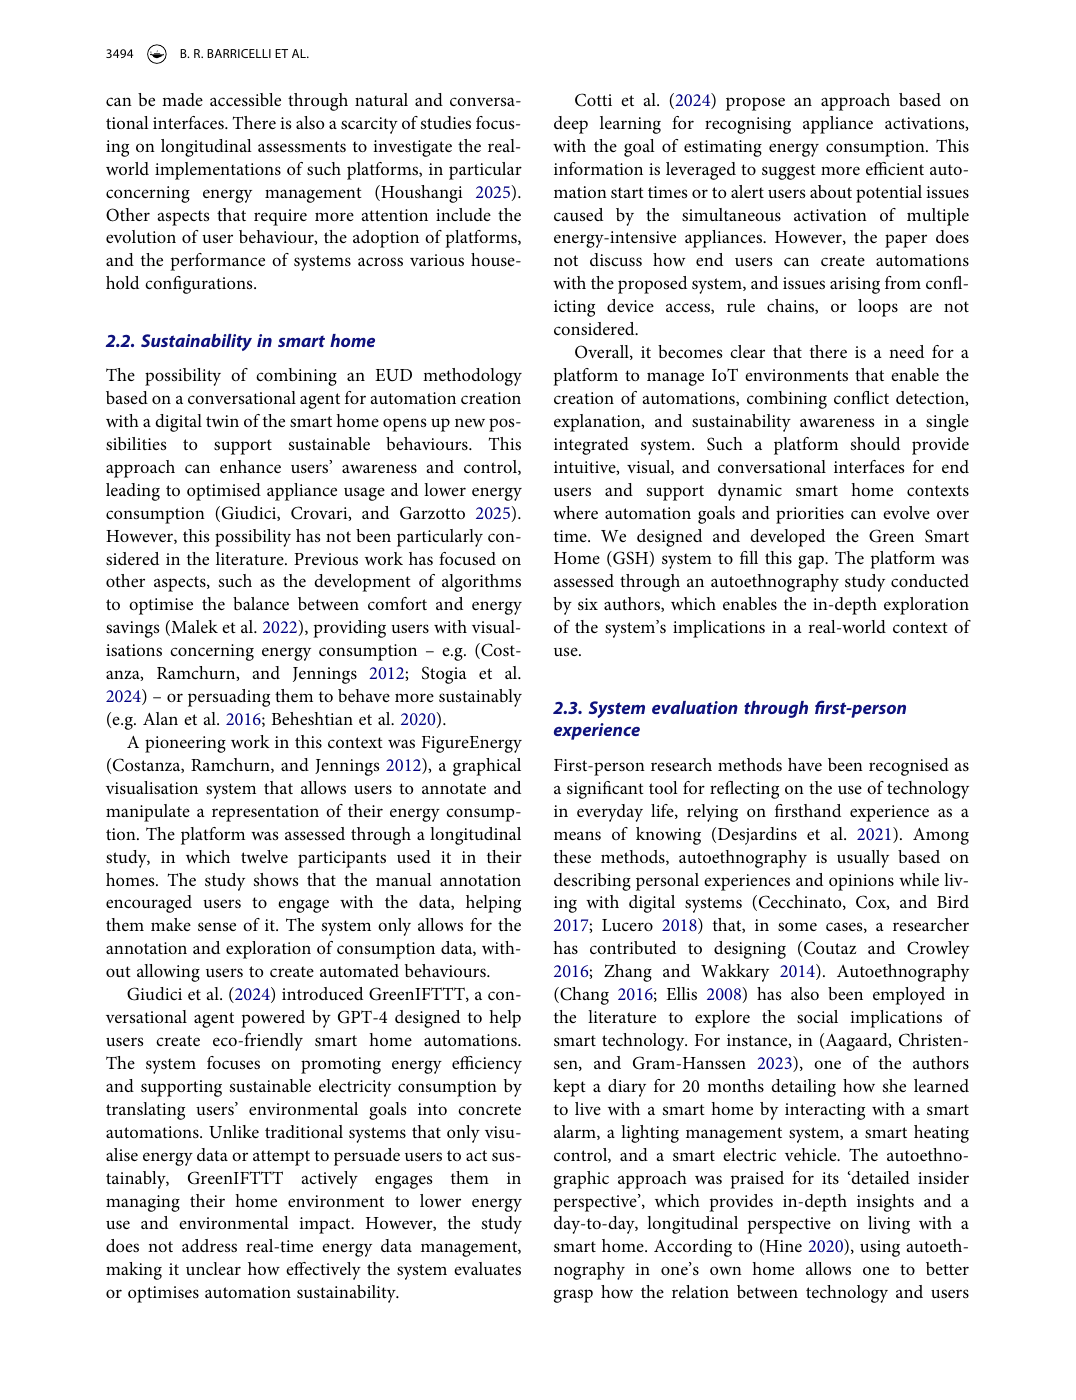 3494 B. R. BARRICELLI ET AL.
can be made accessible through natural and conversa-
tional interfaces. There is also a scarcity of studies focus-
ing on longitudinal assessments to investigate the real-
world implementations of such platforms, in particular
concerning energy management (Houshangi 2025).
Other aspects that require more attention include the
evolution of user behaviour, the adoption of platforms,
and the performance of systems across various house-
hold configurations.
2.2. Sustainability in smart home
The possibility of combining an EUD methodology
based on a conversational agent for automation creation
with a digital twin of the smart home opens up new pos-
sibilities to support sustainable behaviours. This
approach can enhance users’ awareness and control,
leading to optimised appliance usage and lower energy
consumption (Giudici, Crovari, and Garzotto 2025).
However, this possibility has not been particularly con-
sidered in the literature. Previous work has focused on
other aspects, such as the development of algorithms
to optimise the balance between comfort and energy
savings (Malek et al. 2022), providing users with visual-
isations concerning energy consumption – e.g. (Cost-
anza, Ramchurn, and Jennings 2012; Stogia et al.
2024) – or persuading them to behave more sustainably
(e.g. Alan et al. 2016; Beheshtian et al. 2020).
A pioneering work in this context was FigureEnergy
(Costanza, Ramchurn, and Jennings 2012), a graphical
visualisation system that allows users to annotate and
manipulate a representation of their energy consump-
tion. The platform was assessed through a longitudinal
study, in which twelve participants used it in their
homes. The study shows that the manual annotation
encouraged users to engage with the data, helping
them make sense of it. The system only allows for the
annotation and exploration of consumption data, with-
out allowing users to create automated behaviours.
Giudici et al. (2024) introduced GreenIFTTT, a con-
versational agent powered by GPT-4 designed to help
users create eco-friendly smart home automations.
The system focuses on promoting energy efficiency
and supporting sustainable electricity consumption by
translating users’ environmental goals into concrete
automations. Unlike traditional systems that only visu-
alise energy data or attempt to persuade users to act sus-
tainably, GreenIFTTT actively engages them in
managing their home environment to lower energy
use and environmental impact. However, the study
does not address real-time energy data management,
making it unclear how effectively the system evaluates
or optimises automation sustainability.
Cotti et al. (2024) propose an approach based on
deep learning for recognising appliance activations,
with the goal of estimating energy consumption. This
information is leveraged to suggest more efficient auto-
mation start times or to alert users about potential issues
caused by the simultaneous activation of multiple
energy-intensive appliances. However, the paper does
not discuss how end users can create automations
with the proposed system, and issues arising from confl-
icting device access, rule chains, or loops are not
considered.
Overall, it becomes clear that there is a need for a
platform to manage IoT environments that enable the
creation of automations, combining conflict detection,
explanation, and sustainability awareness in a single
integrated system. Such a platform should provide
intuitive, visual, and conversational interfaces for end
users and support dynamic smart home contexts
where automation goals and priorities can evolve over
time. We designed and developed the Green Smart
Home (GSH) system to fill this gap. The platform was
assessed through an autoethnography study conducted
by six authors, which enables the in-depth exploration
of the system’s implications in a real-world context of
use.
2.3. System evaluation through first-person
experience
First-person research methods have been recognised as
a significant tool for reflecting on the use of technology
in everyday life, relying on firsthand experience as a
means of knowing (Desjardins et al. 2021). Among
these methods, autoethnography is usually based on
describing personal experiences and opinions while liv-
ing with digital systems (Cecchinato, Cox, and Bird
2017; Lucero 2018) that, in some cases, a researcher
has contributed to designing (Coutaz and Crowley
2016; Zhang and Wakkary 2014). Autoethnography
(Chang 2016; Ellis 2008) has also been employed in
the literature to explore the social implications of
smart technology. For instance, in (Aagaard, Christen-
sen, and Gram-Hanssen 2023), one of the authors
kept a diary for 20 months detailing how she learned
to live with a smart home by interacting with a smart
alarm, a lighting management system, a smart heating
control, and a smart electric vehicle. The autoethno-
graphic approach was praised for its ‘detailed insider
perspective’, which provides in-depth insights and a
day-to-day, longitudinal perspective on living with a
smart home. According to (Hine 2020), using autoeth-
nography in one’s own home allows one to better
grasp how the relation between technology and users